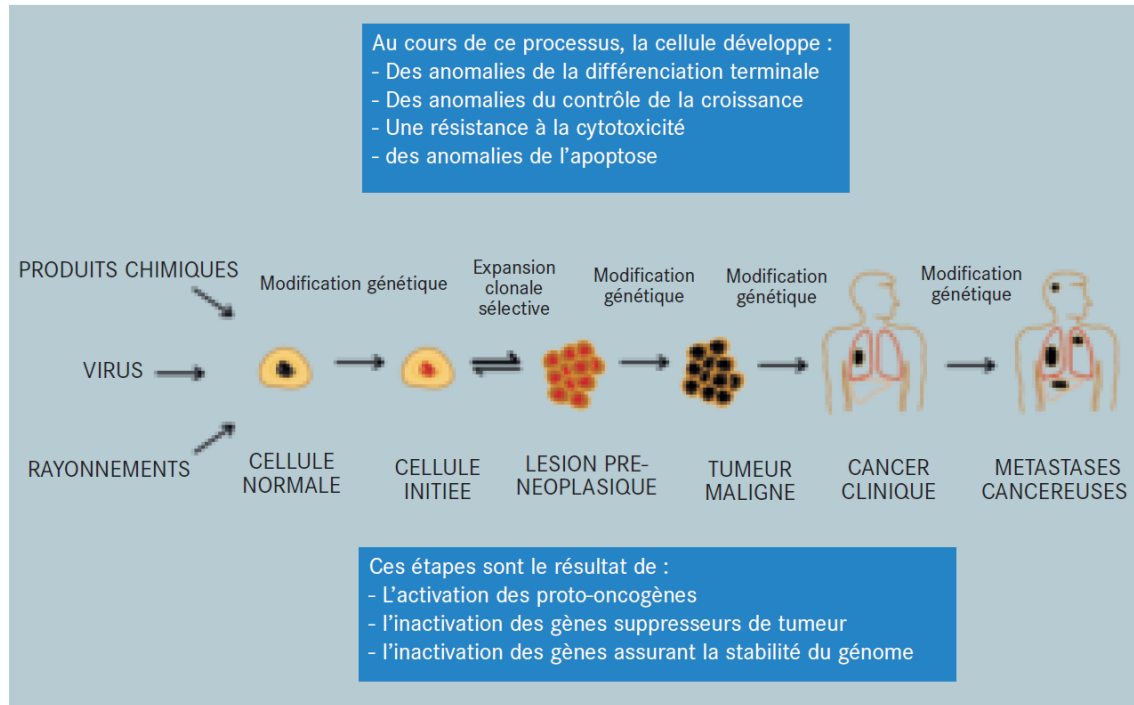 Au cours de ce processus, la cellule développe :
- Des anomalies de la différenciation terminale
- Des anomalies du contrôle de la croissance
- Une résistance à la cytotoxicité
- des anomalies de l'apoptose
PRODUITS CHIMIQUES
VIRUS
RAYONNEMENTS
Modification génétique
Expansion
clonale
sélective
Modification
génétique
Modification
génétique
Modification
génétique
CELLULE
NORMALE
CELLULE
INITIEE
LESION PRE-
NEOPLASIQUE
TUMEUR
MALIGNE
CANCER
CLINIQUE
METASTASES
CANCEREUSES
Ces étapes sont le résultat de :
- L'activation des proto-oncogènes
- l'inactivation des gènes suppresseurs de tumeur
- l'inactivation des gènes assurant la stabilité du génome